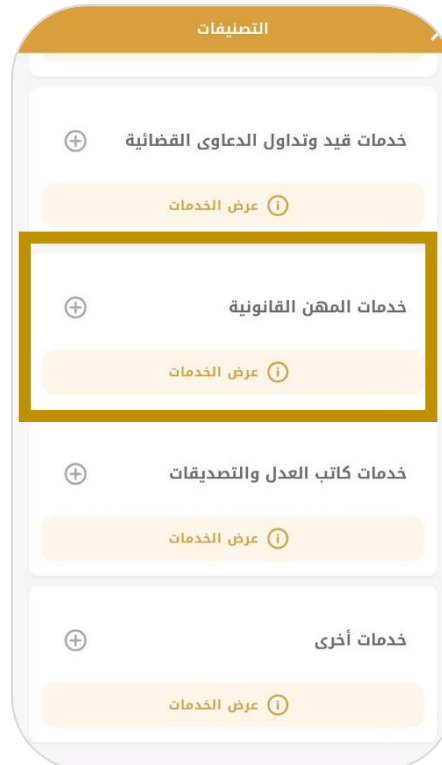 التصنيفات
خدمات قيد وتداول الدعاوى القضائية
عرض الخدمات
خدمات المهن القانونية
عرض الخدمات
خدمات كاتب العدل والتصديقات
عرض الخدمات
خدمات أخرى
عرض الخدمات